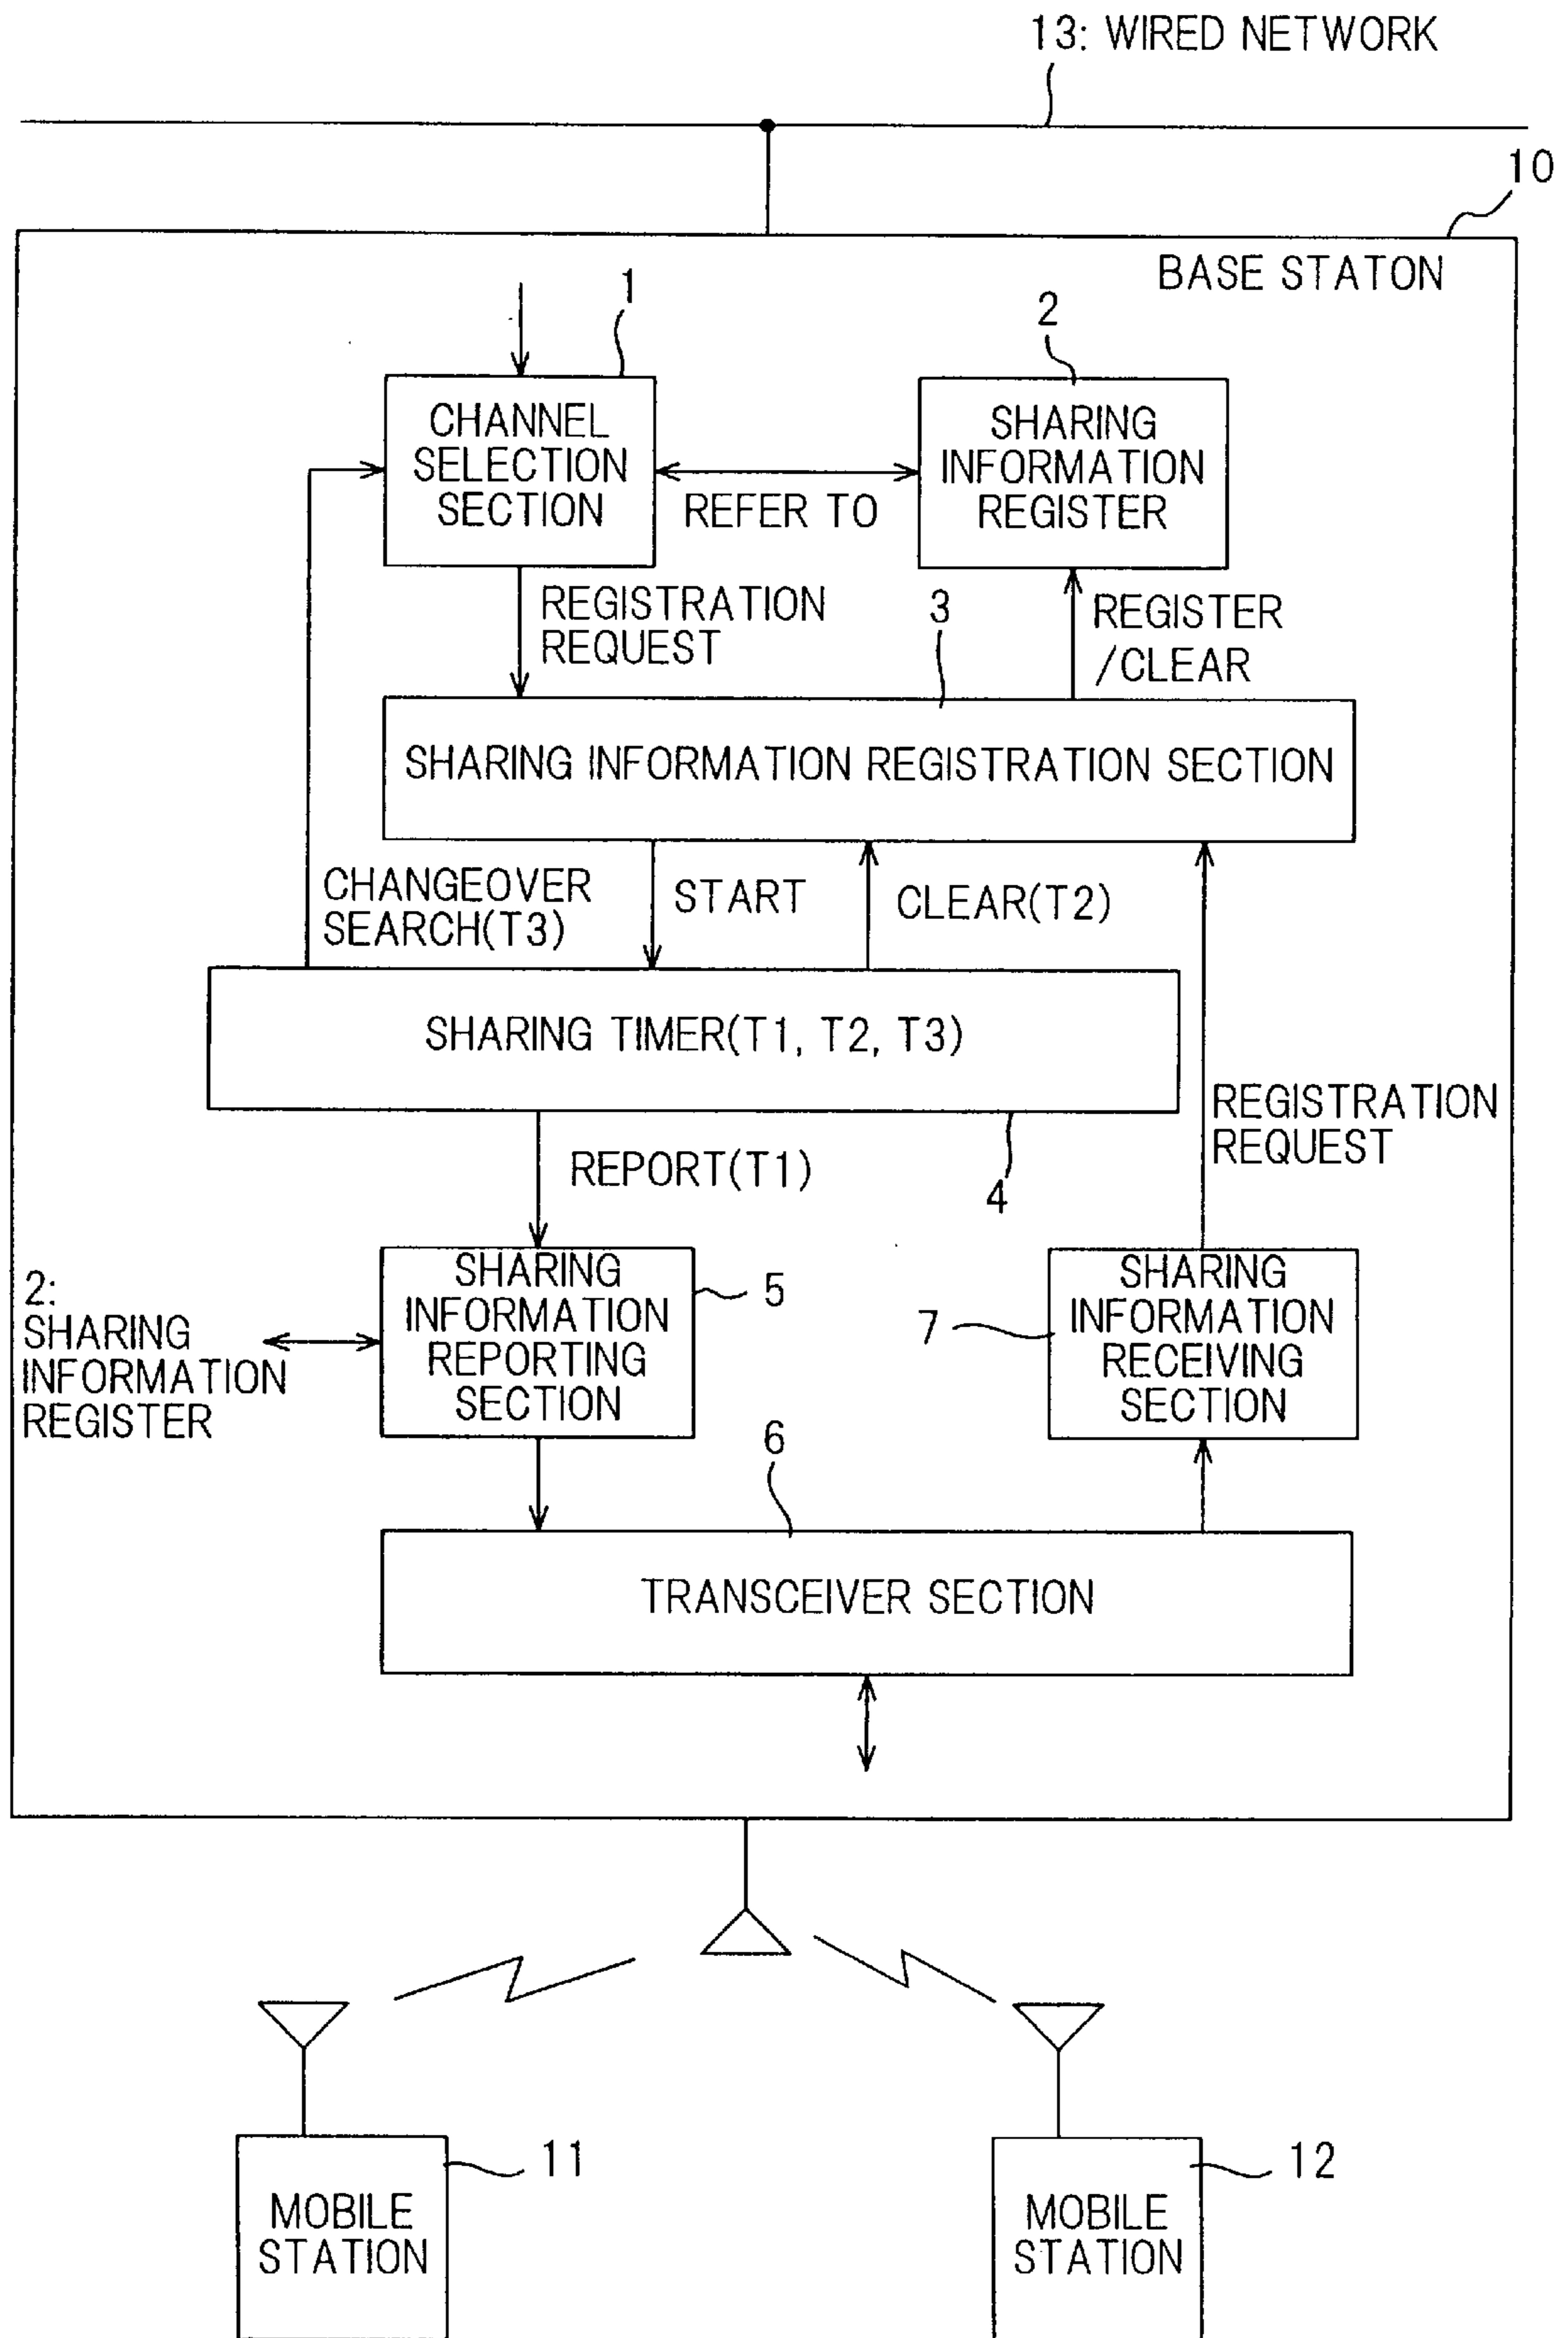 13: WIRED NETWORK
10
BASE STATON
1
2
CHANNEL
SELECTION
SECTION
SHARING
INFORMATION
REGISTER
REFER TO
REGISTRATION
REQUEST
3
REGISTER
/CLEAR
SHARING INFORMATION REGISTRATION SECTION
CHANGEOVER
SEARCH(T3)
START
CLEAR(T2)
SHARING TIMER(T1, T2, T3)
REGISTRATION
REQUEST
REPORT(T1)
4
2:
SHARING
INFORMATION
REGISTER
SHARING
INFORMATION
REPORTING
SECTION
5
7
SHARING
INFORMATION
RECEIVING
SECTION
6
TRANSCEIVER SECTION
11
12
MOBILE
STATION
MOBILE
STATION